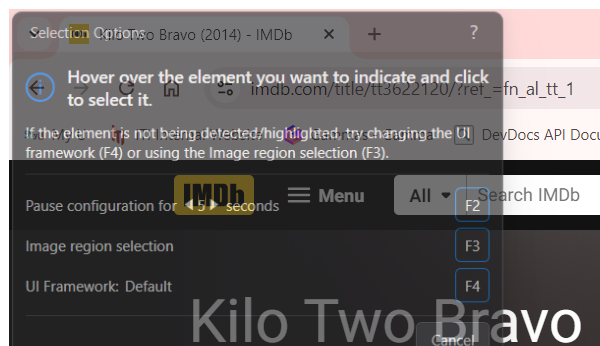 Selection Options
?
Kilo Two Bravo (2014) - IMDb
Hover over the element you want to indicate and click
to select it.
imdb.com/title/tt3622120/?ref_=fn_al_tt_1
If the element is not being detected/highlighted, try changing the UI
framework (F4) or using the Image region selection (F3).
DevDocs API Docu
IMDb
Menu
All
Search IMDb
Pause configuration for 5 seconds
F2
Image region selection
F3
UI Framework: Default
F4
Kilo Two Bravo
Cancel